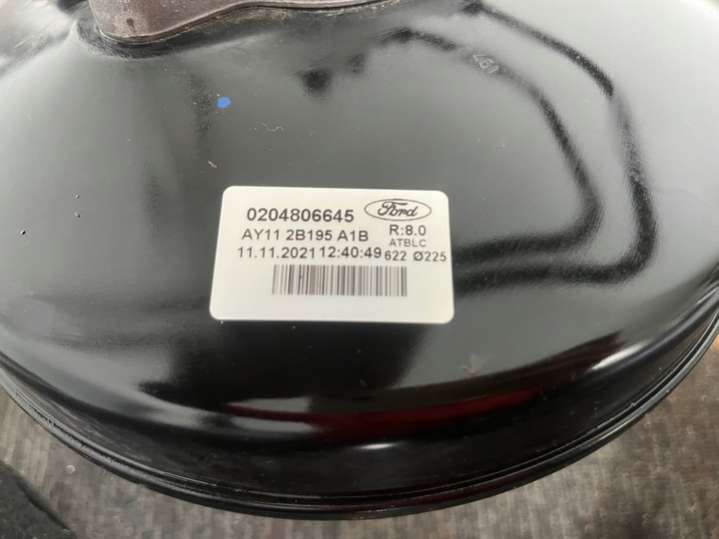 0204806645 Ford
AY11 2B195 A1B R:8.0
ATBLC
11.11.2021 12:40:49 622 Ø225